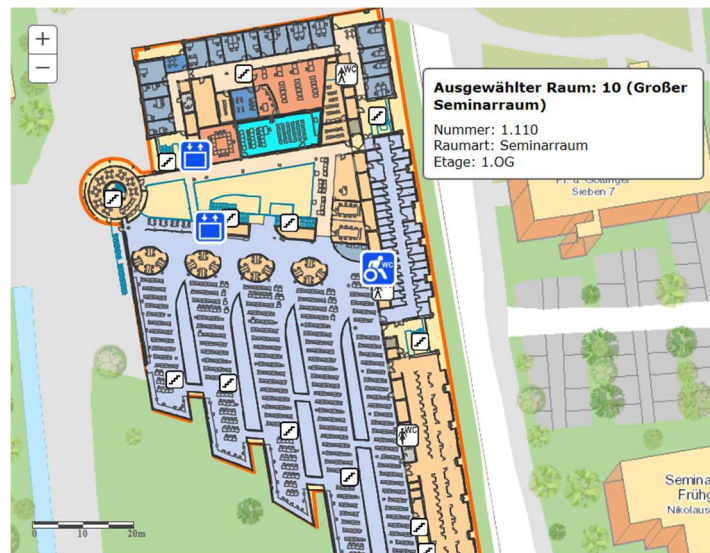 +
−
WC
Ausgewählter Raum: 10 (Großer
Seminarraum)
Nummer: 1.110
Raumart: Seminarraum
Etage: 1.OG
Sieben 7
WC
WC
Semina
Frühg
Nikolaus
0
10
20m